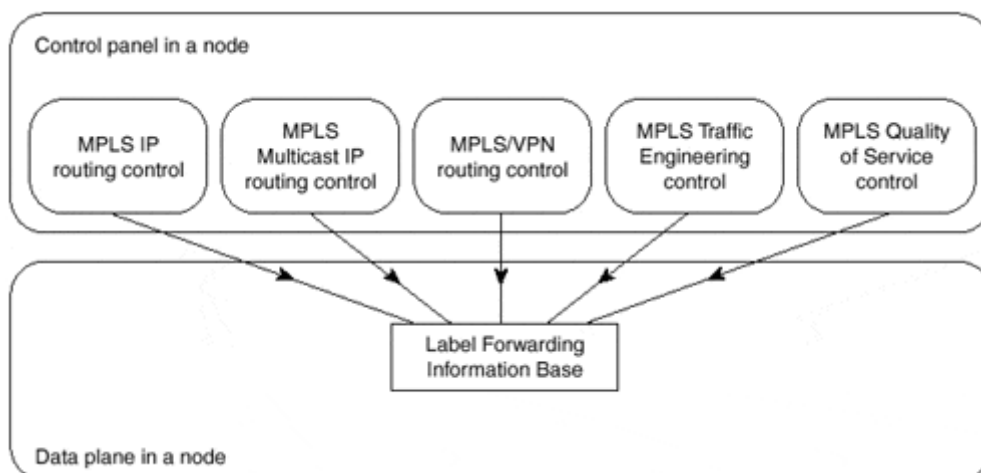 Control panel in a node
MPLS IP
routing control
MPLS
Multicast IP
routing control
MPLS/VPN
routing control
MPLS Traffic
Engineering
control
MPLS Quality
of Service
control
Label Forwarding
Information Base
Data plane in a node